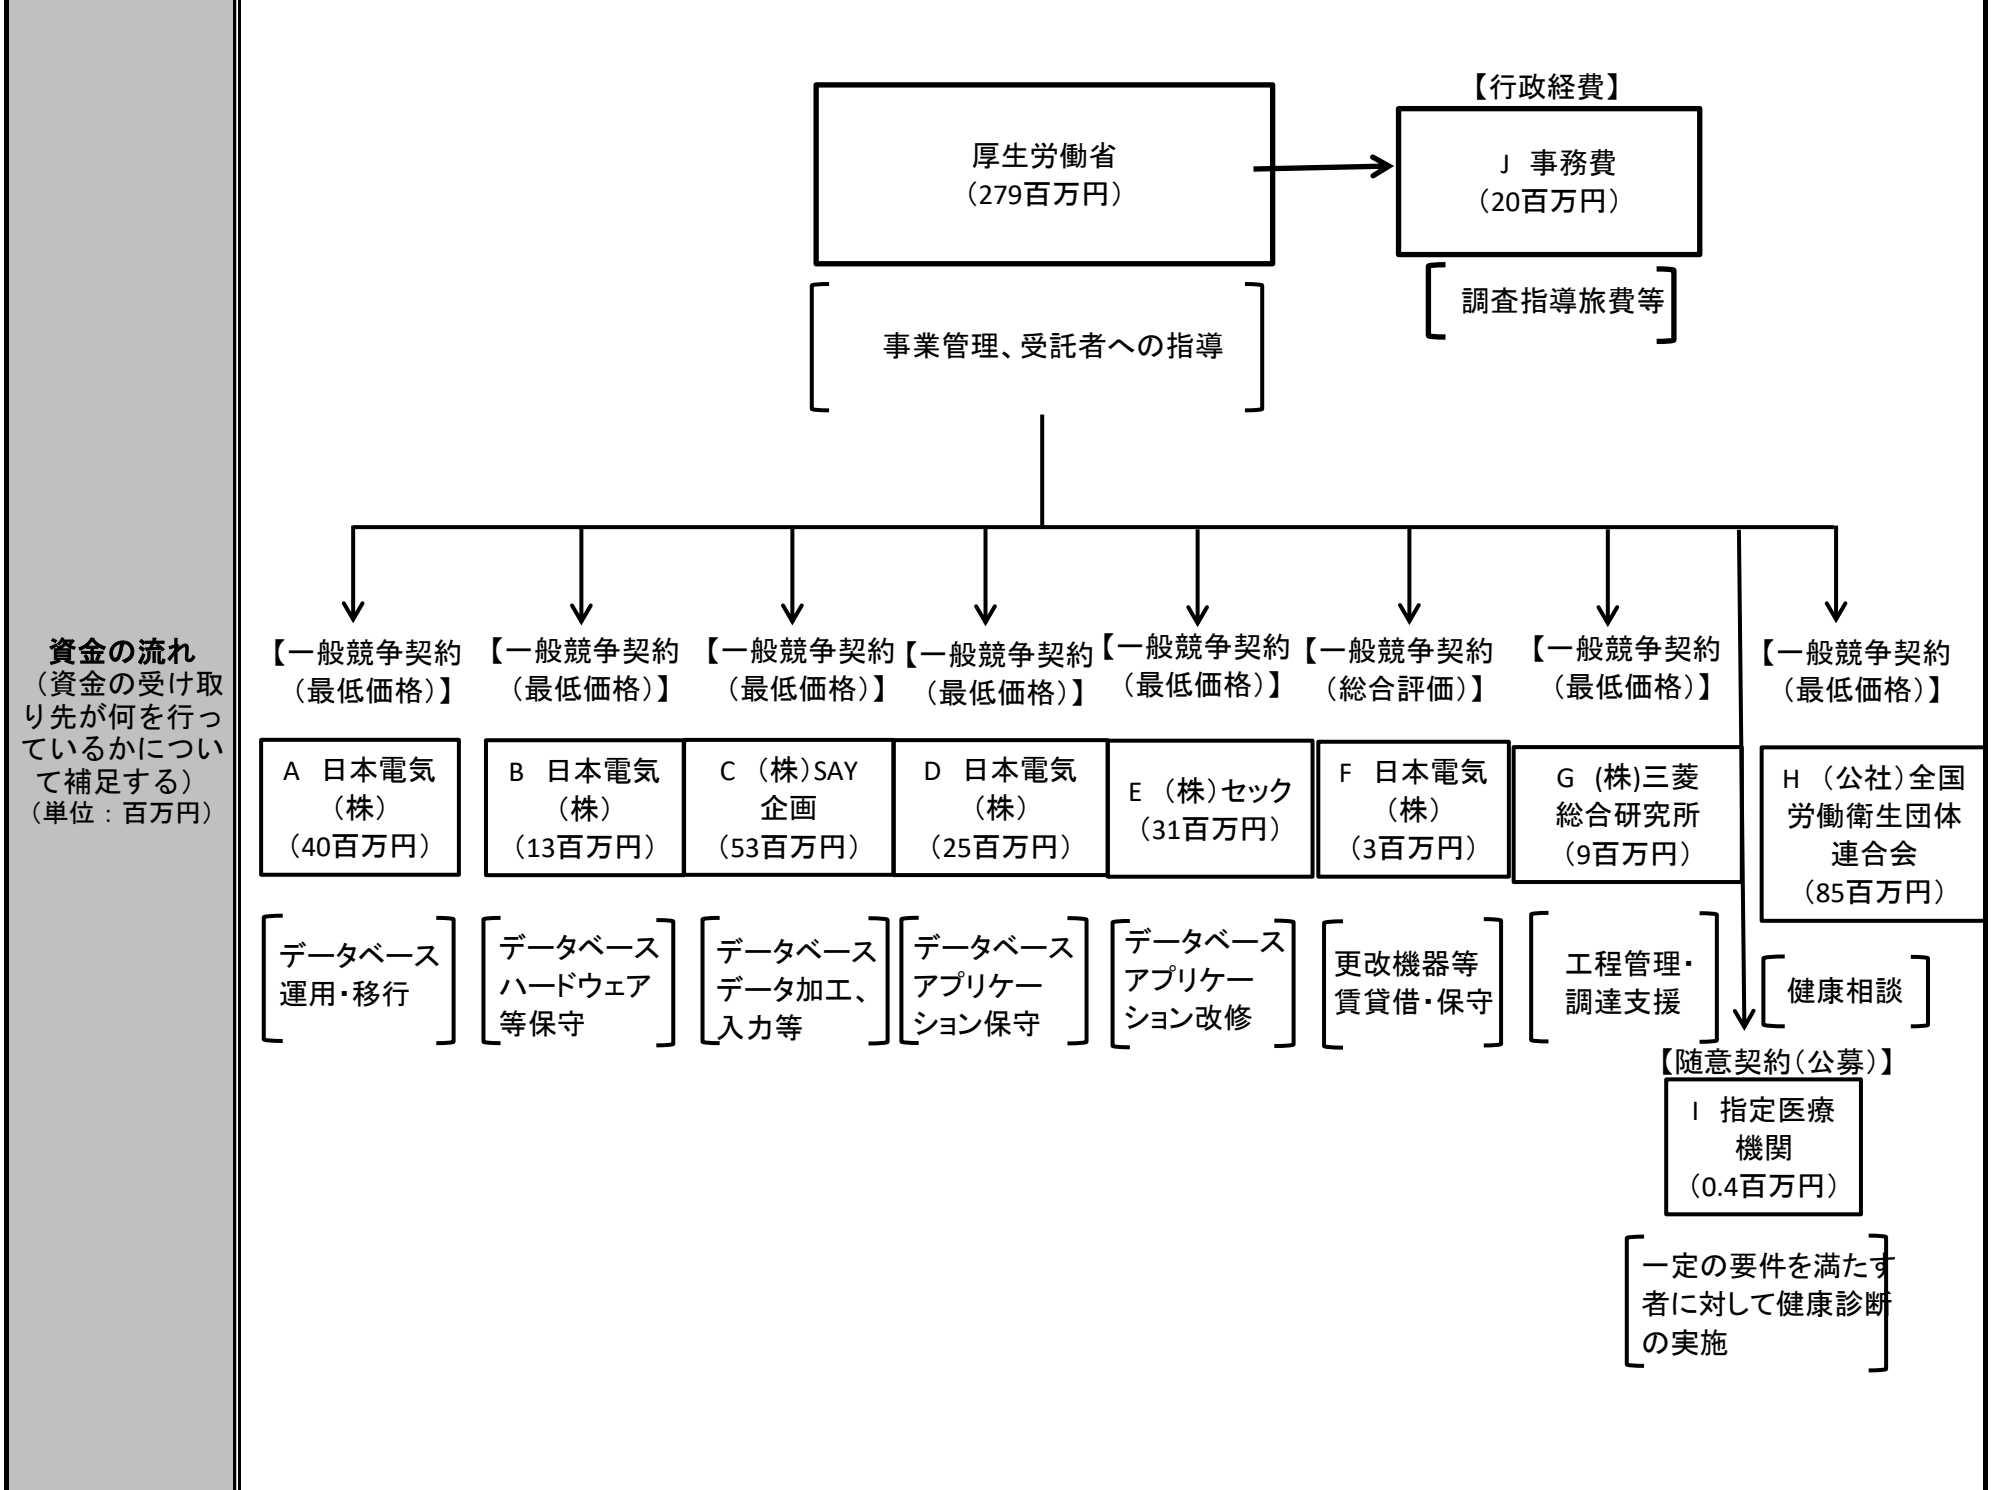 資金の流れ
（資金の受け取
り先が何を行っ
ているかについ
て補足する）
（単位：百万円）
厚生労働省
（279百万円）
【行政経費】
J　事務費
（20百万円）
調査指導旅費等
事業管理、受託者への指導
【一般競争契約
（最低価格）】
A　日本電気
（株）
（40百万円）
データベース
運用・移行
【一般競争契約
（最低価格）】
B　日本電気
（株）
（13百万円）
データベース
ハードウェア
等保守
【一般競争契約
（最低価格）】
C　（株）SAY
企画
（53百万円）
データベース
データ加工、
入力等
【一般競争契約
（最低価格）】
D　日本電気
（株）
（25百万円）
データベース
アプリケー
ション保守
【一般競争契約
（最低価格）】
E　（株）セック
（31百万円）
データベース
アプリケー
ション改修
【一般競争契約
（総合評価）】
F　日本電気
（株）
（3百万円）
更改機器等
賃貸借・保守
【一般競争契約
（最低価格）】
G　(株)三菱
総合研究所
（9百万円）
工程管理・
調達支援
【一般競争契約
（最低価格）】
H　（公社）全国
労働衛生団体
連合会
（85百万円）
健康相談
【随意契約（公募）】
I　指定医療
機関
（0.4百万円）
一定の要件を満たす
者に対して健康診断
の実施